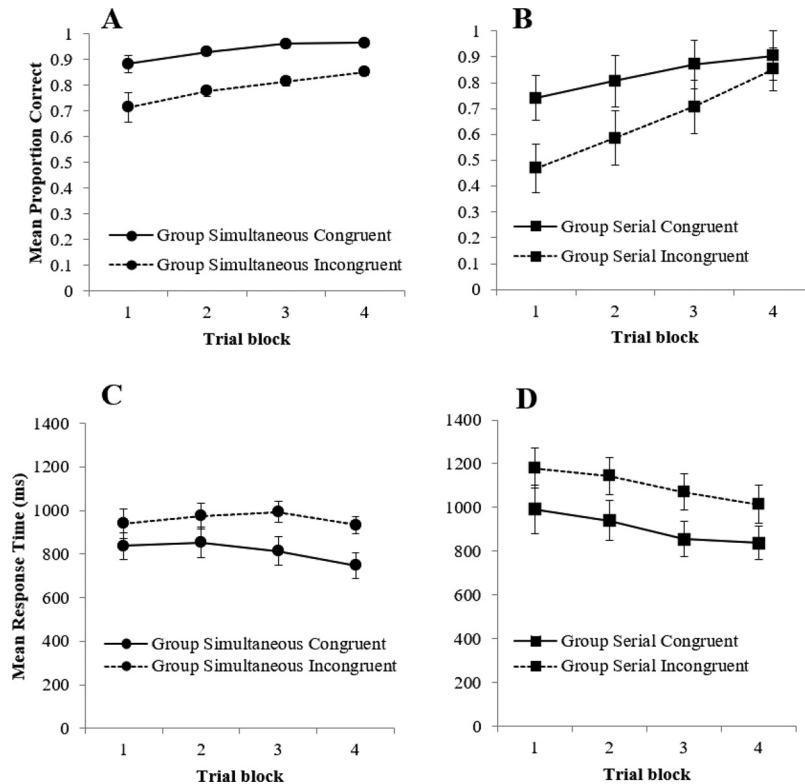 A
Mean Proportion Correct
1
0.9
0.8
0.7
0.6
0.5
0.4
0.3
0.2
0.1
0
Group Simultaneous Congruent
Group Simultaneous Incongruent
1 2 3 4
Trial block
B
1
0.9
0.8
0.7
0.6
0.5
0.4
0.3
0.2
0.1
0
Group Serial Congruent
Group Serial Incongruent
1 2 3 4
Trial block
C
Mean Response Time (ms)
1400
1200
1000
800
600
400
200
0
Group Simultaneous Congruent
Group Simultaneous Incongruent
1 2 3 4
Trial block
D
1400
1200
1000
800
600
400
200
0
Group Serial Congruent
Group Serial Incongruent
1 2 3 4
Trial block